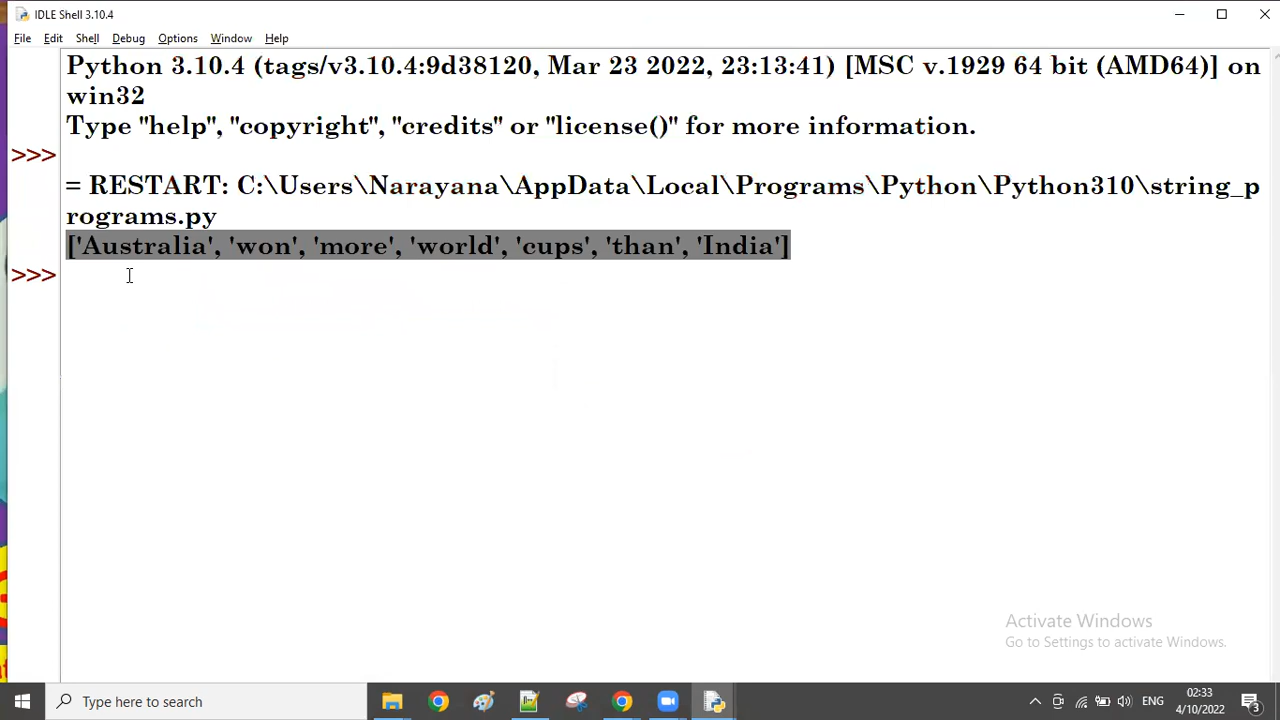 IDLE Shell 3.10.4
File Edit Shell Debug Options Window Help
Python 3.10.4 (tags/v3.10.4:9d38120, Mar 23 2022, 23:13:41) [MSC v.1929 64 bit (AMD64)] on
win32
Type "help", "copyright", "credits" or "license()" for more information.
>>>
= RESTART: C:\Users\Narayana\AppData\Local\Programs\Python\Python310\string_p
rograms.py
['Australia', 'won', 'more', 'world', 'cups', 'than', 'India']
>>>
Activate Windows
Go to Settings to activate Windows.
Type here to search
ENG
02:33
4/10/2022
3